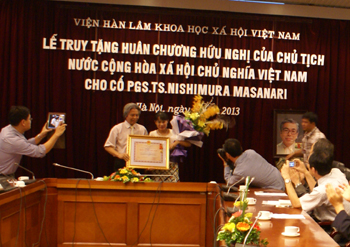 VIỆN HÀN LÂM KHOA HỌC XÃ HỘI VIỆT NAM
LỄ TRUY TẶNG HUÂN CHƯƠNG HỮU NGHỊ CỦA CHỦ TỊCH
NƯỚC CỘNG HÒA XÃ HỘI CHỦ NGHĨA VIỆT NAM
CHO CỐ PGS.TS.NISHIMURA MASANARI
Hà Nội, ngày 2013